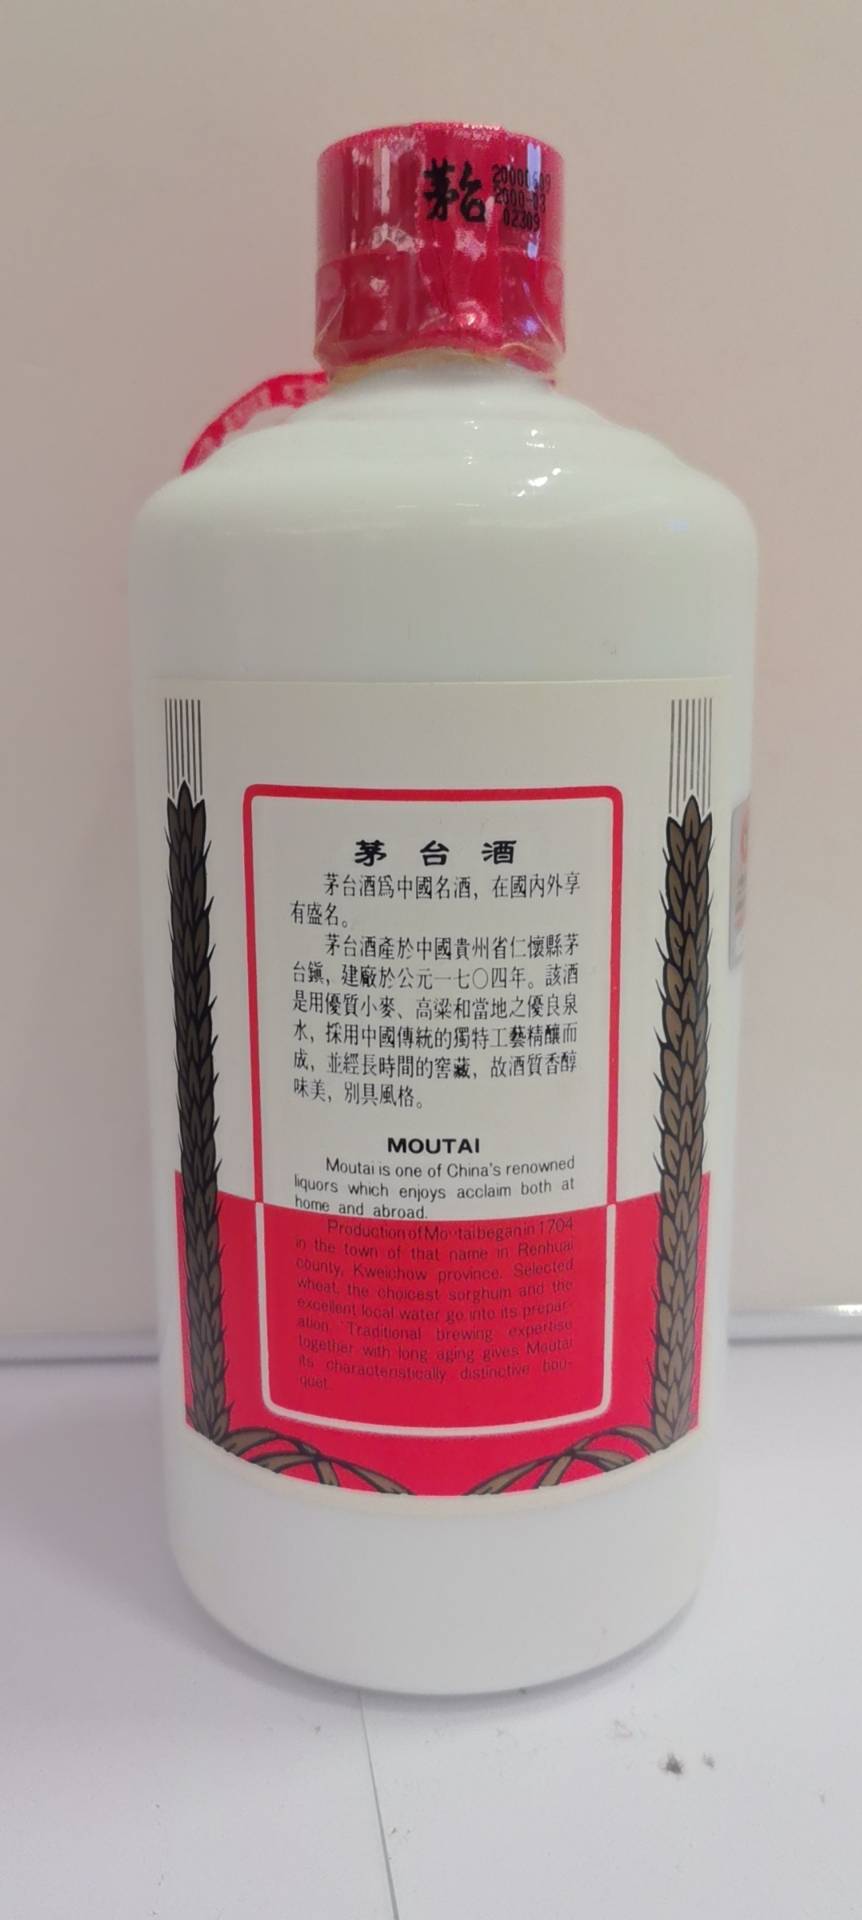 茅台
20000609
2000-03
02309
茅台酒
茅台酒爲中國名酒，在國內外享
有盛名。
茅台酒產於中國貴州省仁懷縣茅
台鎮，建廠於公元一七〇四年。該酒
是用優質小麥、高粱和當地之優良泉
水，採用中國傳統的獨特工藝精釀而
成，並經長時間的窖藏，故酒質香醇
味美，別具風格。
MOUTAI
Moutai is one of China's renowned
liquors which enjoys acclaim both at
home and abroad.
Production of Moutai began in 1704
in the town of that name in Renhuai
county, Kweichow province. Selected
wheat, the choicest sorghum and the
excellent local water go into its prepar-
ation. Traditional brewing expertise
together with long aging gives Moutai
its characteristically distinctive bou-
quet.